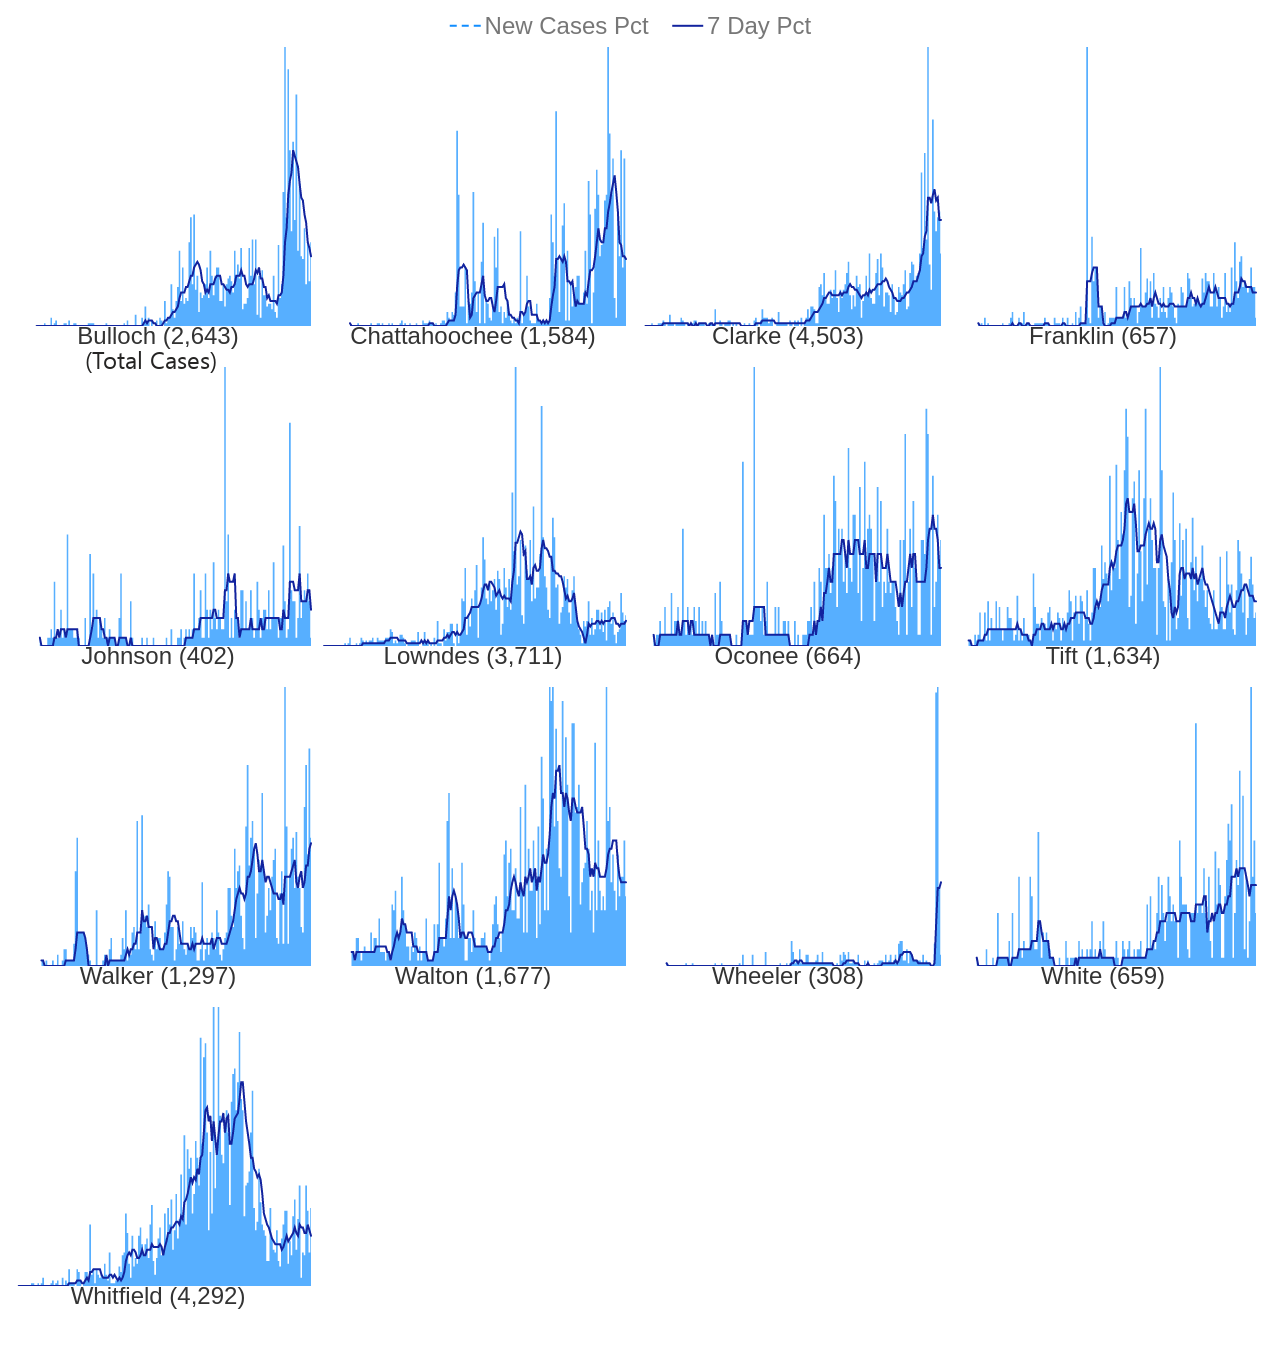 New Cases Pct 7 Day Pct
Bulloch (2,643) Chattahoochee (1,584) Clarke (4,503) Franklin (657)
(Total Cases)
Johnson (402) Lowndes (3,711) Oconee (664) Tift (1,634)
Walker (1,297) Walton (1,677) Wheeler (308) White (659)
Whitfield (4,292)